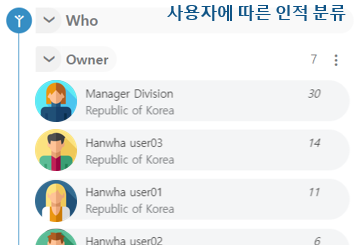 사용자에 따른 인적 분류
Who
Owner 7
Manager Division 30
Republic of Korea
Hanwha user03 14
Republic of Korea
Hanwha user01 11
Republic of Korea
Hanwha user02 6